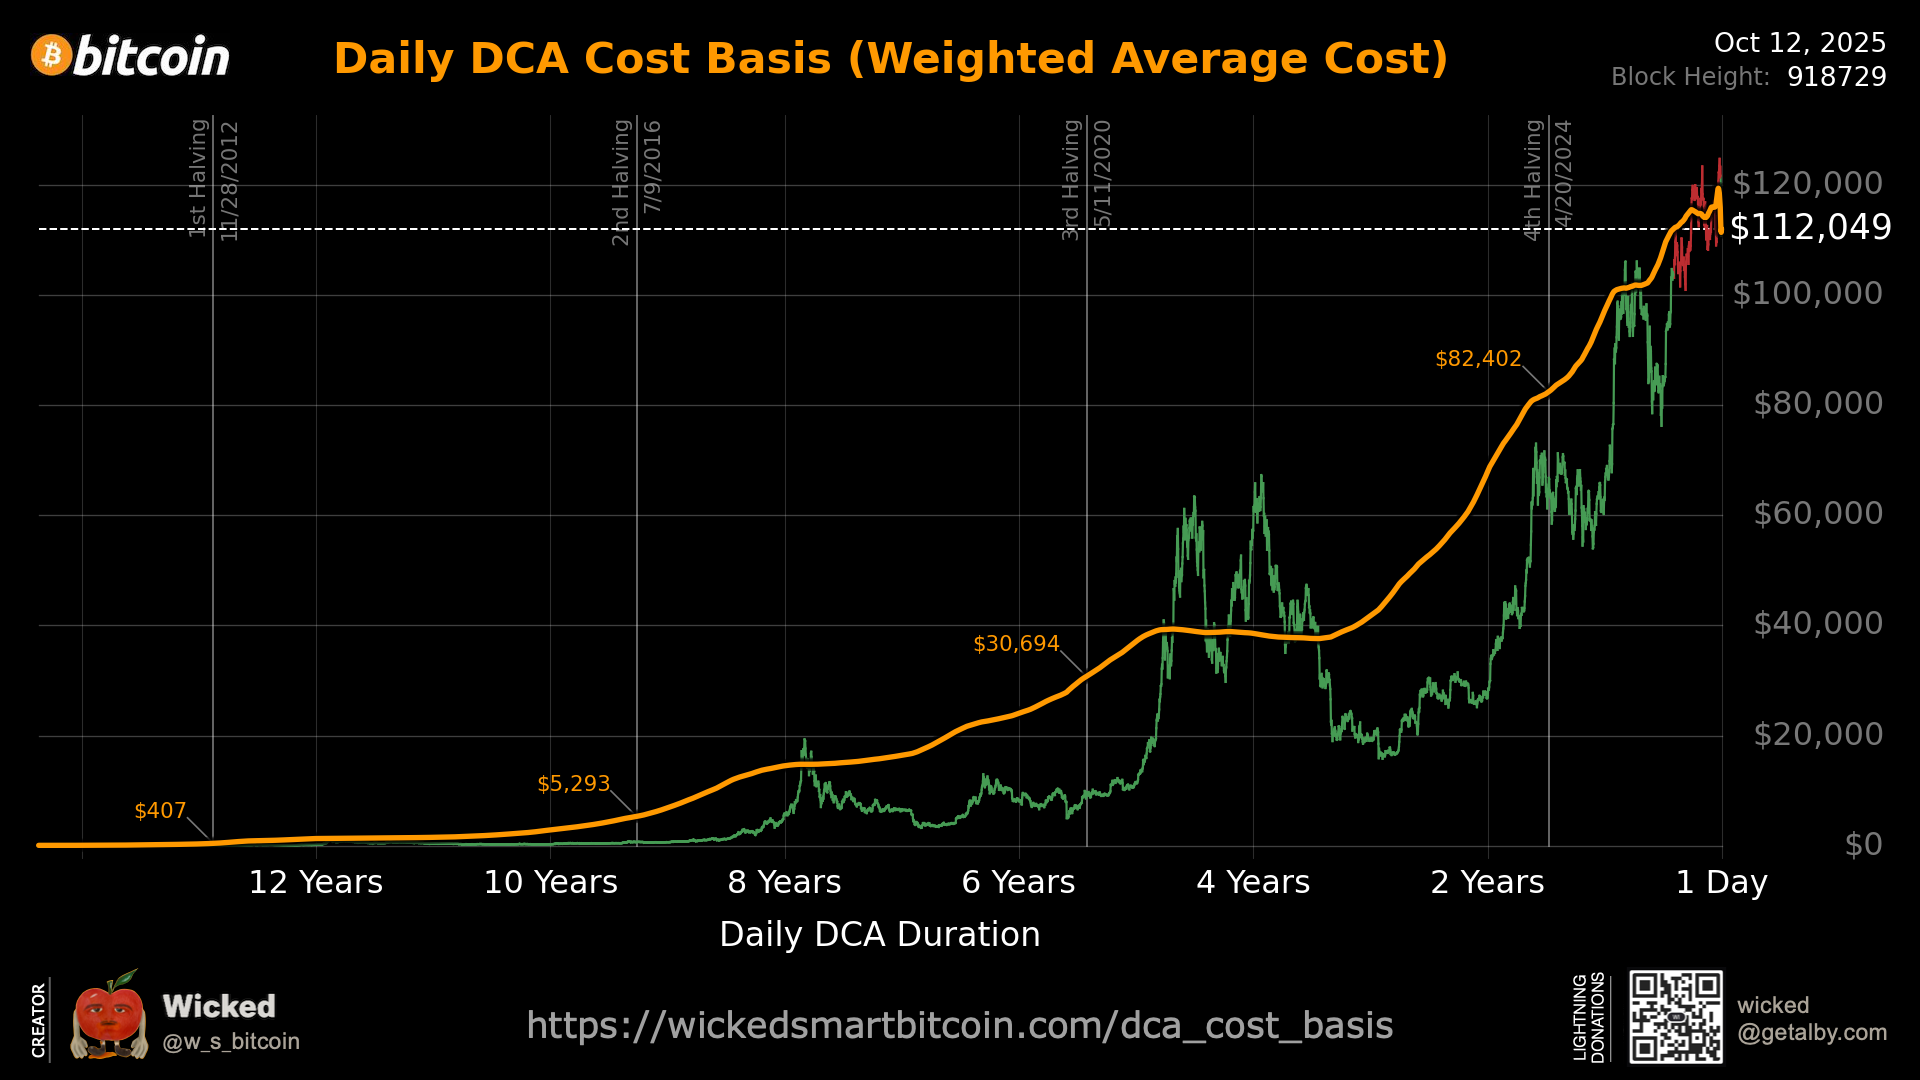 bitcoin
Daily DCA Cost Basis (Weighted Average Cost)
Oct 12, 2025
Block Height: 918729
1st Halving
11/28/2012
2nd Halving
7/9/2016
3rd Halving
5/11/2020
4th Halving
4/20/2024
$120,000
$112,049
$100,000
$82,402
$80,000
$60,000
$40,000
$30,694
$20,000
$5,293
$407
$0
12 Years
10 Years
8 Years
6 Years
4 Years
2 Years
1 Day
Daily DCA Duration
CREATOR
Wicked
@w_s_bitcoin
https://wickedsmartbitcoin.com/dca_cost_basis
LIGHTNING
DONATIONS
wicked
@getalby.com